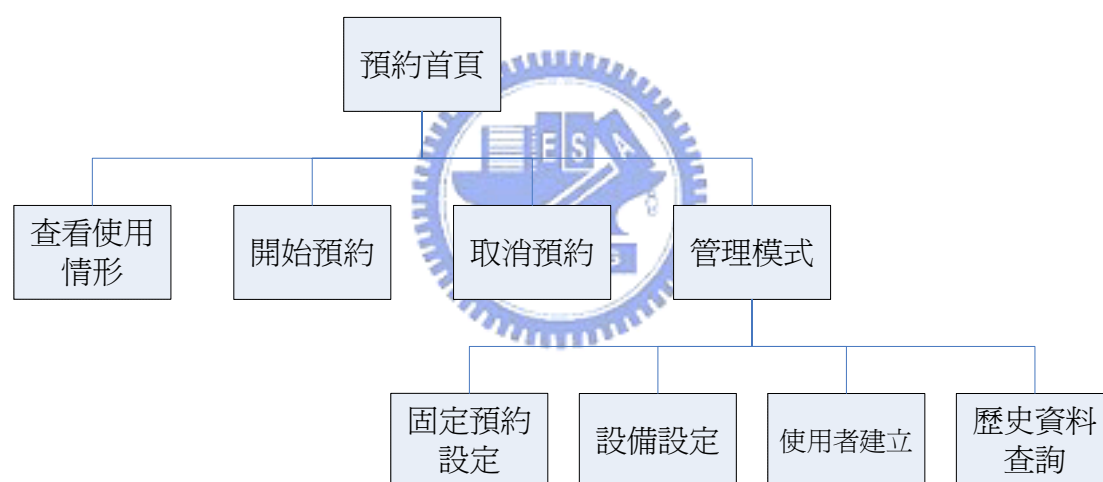 預約首頁
E S A
查看使用
情形
開始預約
取消預約
管理模式
固定預約
設定
設備設定
使用者建立
歷史資料
查詢